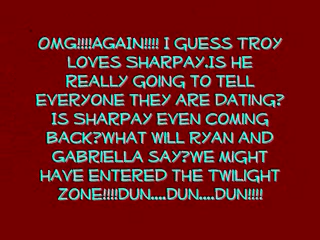 OMG!!!!AGAIN!!!! I GUESS TROY
LOVES SHARPAY.IS HE
REALLY GOING TO TELL
EVERYONE THEY ARE DATING?
IS SHARPAY EVEN COMING
BACK?WHAT WILL RYAN AND
GABRIELLA SAY?WE MIGHT
HAVE ENTERED THE TWILIGHT
ZONE!!!!DUN....DUN....DUN!!!!